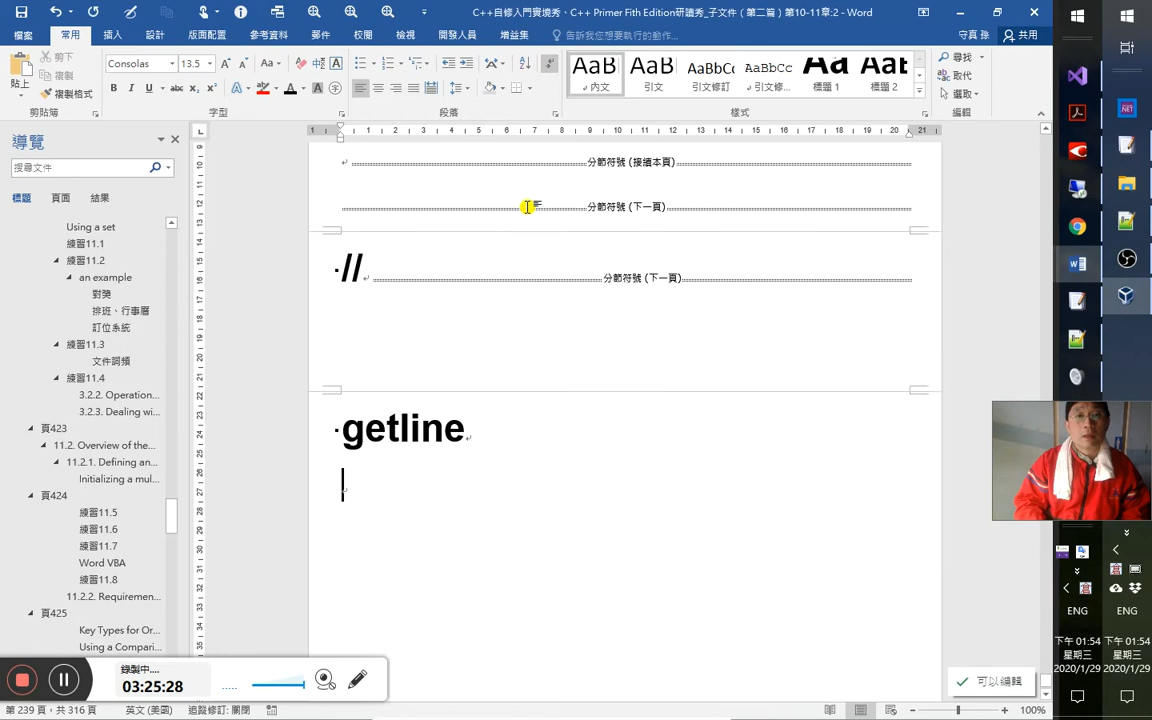 C++自修入門實境秀、C++ Primer Fith Edition研讀秀_子文件（第二篇）第10-11章:2 - Word
檔案 常用 插入 設計 版面配置 參考資料 郵件 校閱 檢視 開發人員 增益集 告訴我您想要執行的動作... 守真 孫 共用
貼上 剪下 複製 複製格式 剪貼簿
Consolas 13.5 字型
段落
AaB 內文 AaB 引文 AaBbC 引文修訂 AaBbCc 引文修... AaB 標題 1 AaB 標題 2 樣式
尋找 取代 選取 編輯
導覽
搜尋文件
標題 頁面 結果
Using a set
練習11.1
練習11.2
an example
對獎
排班、行事曆
訂位系統
練習11.3
文件詞頻
練習11.4
3.2.2. Operation...
3.2.3. Dealing wi...
頁423
11.2. Overview of the...
11.2.1. Defining an...
Initializing a mul...
頁424
練習11.5
練習11.6
練習11.7
Word VBA
練習11.8
11.2.2. Requiremen...
頁425
Key Types for Or...
Using a Compari...
分節符號 (接續本頁)
分節符號 (下一頁)
//
分節符號 (下一頁)
getline
錄製中....
03:25:28
可以編輯
第 239 頁，共 316 頁 英文 (美國) 追蹤修訂: 關閉 100%
ENG ENG
下午 01:54 下午 01:54
星期三 星期三
2020/1/29 2020/1/29